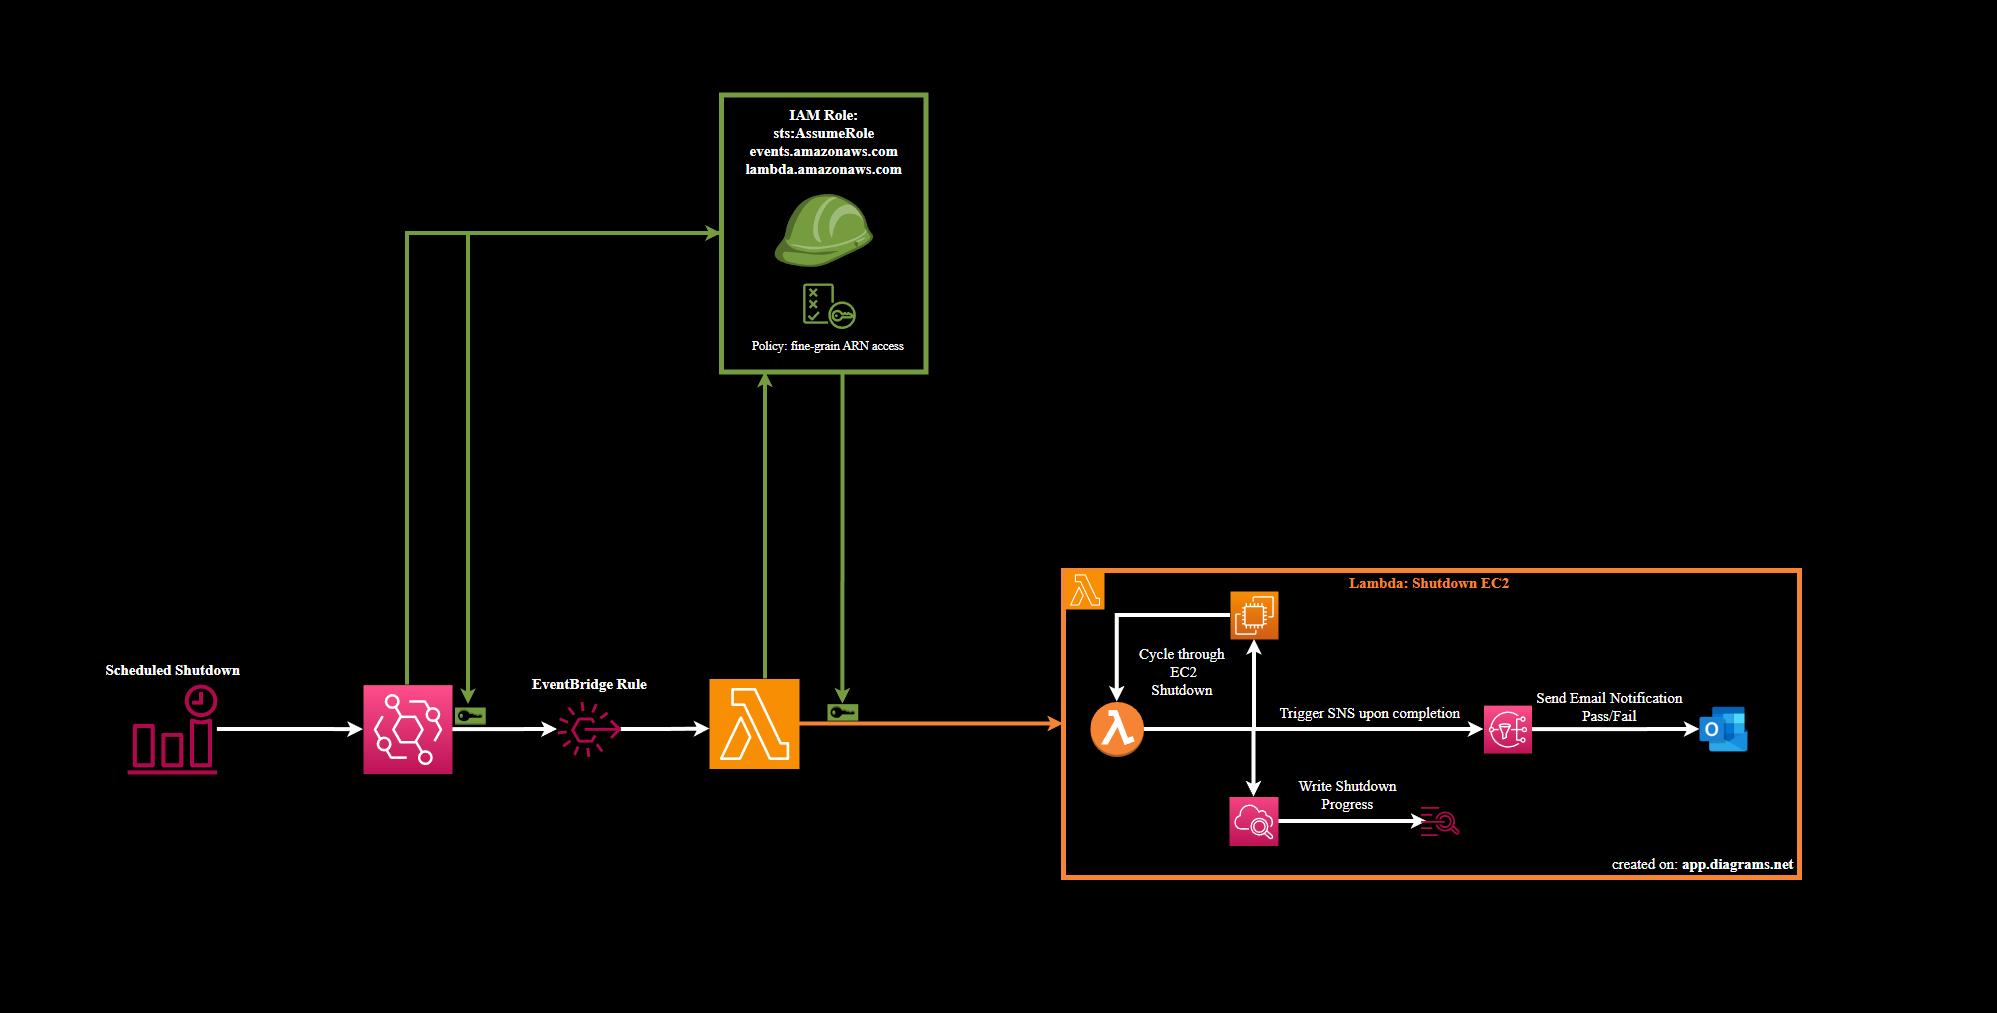 IAM Role:
sts:AssumeRole
events.amazonaws.com
lambda.amazonaws.com
Policy: fine-grain ARN access
Scheduled Shutdown
EventBridge Rule
Lambda: Shutdown EC2
Cycle through
EC2
Shutdown
Trigger SNS upon completion
Send Email Notification
Pass/Fail
O
Write Shutdown
Progress
created on: app.diagrams.net